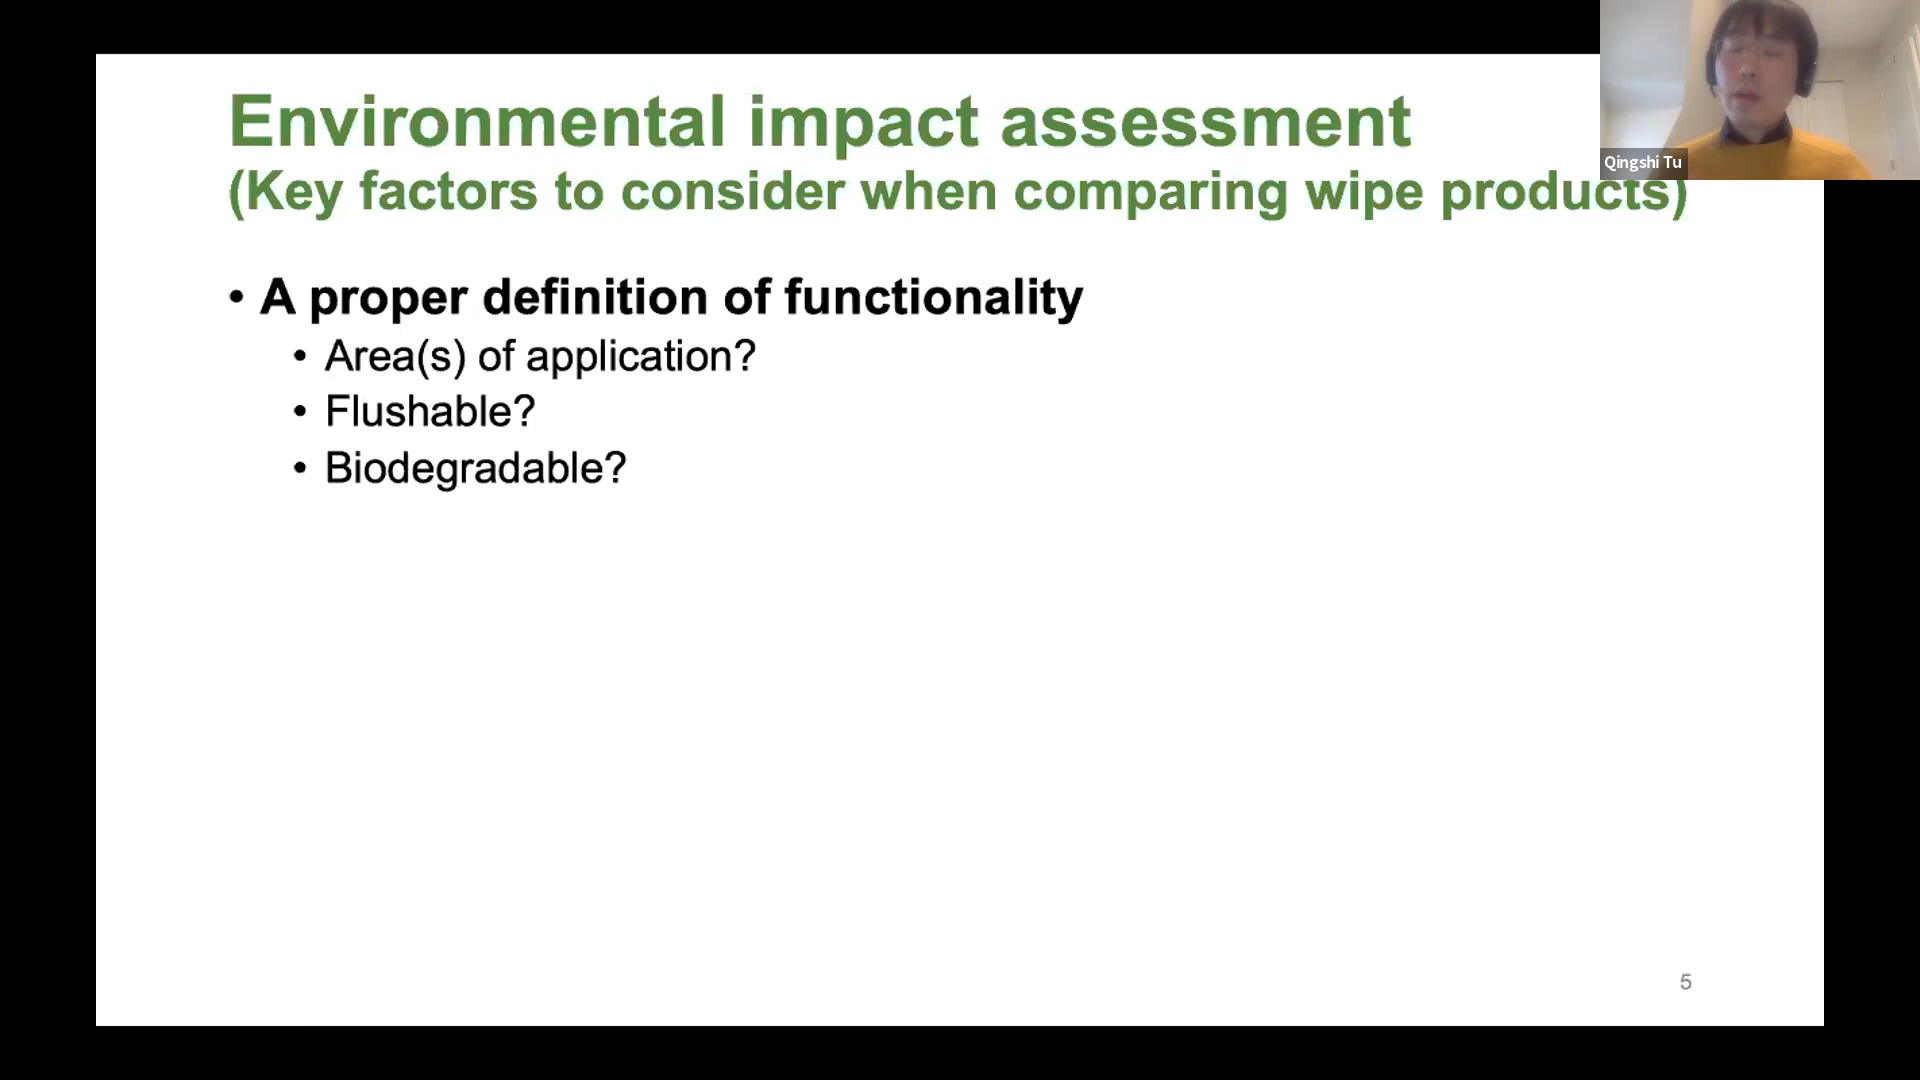 Environmental impact assessment
(Key factors to consider when comparing wipe products)
Qingshi Tu
• A proper definition of functionality
• Area(s) of application?
• Flushable?
• Biodegradable?
5